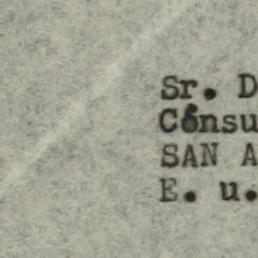 Sr. D
Cónsu
SAN A
E. u.